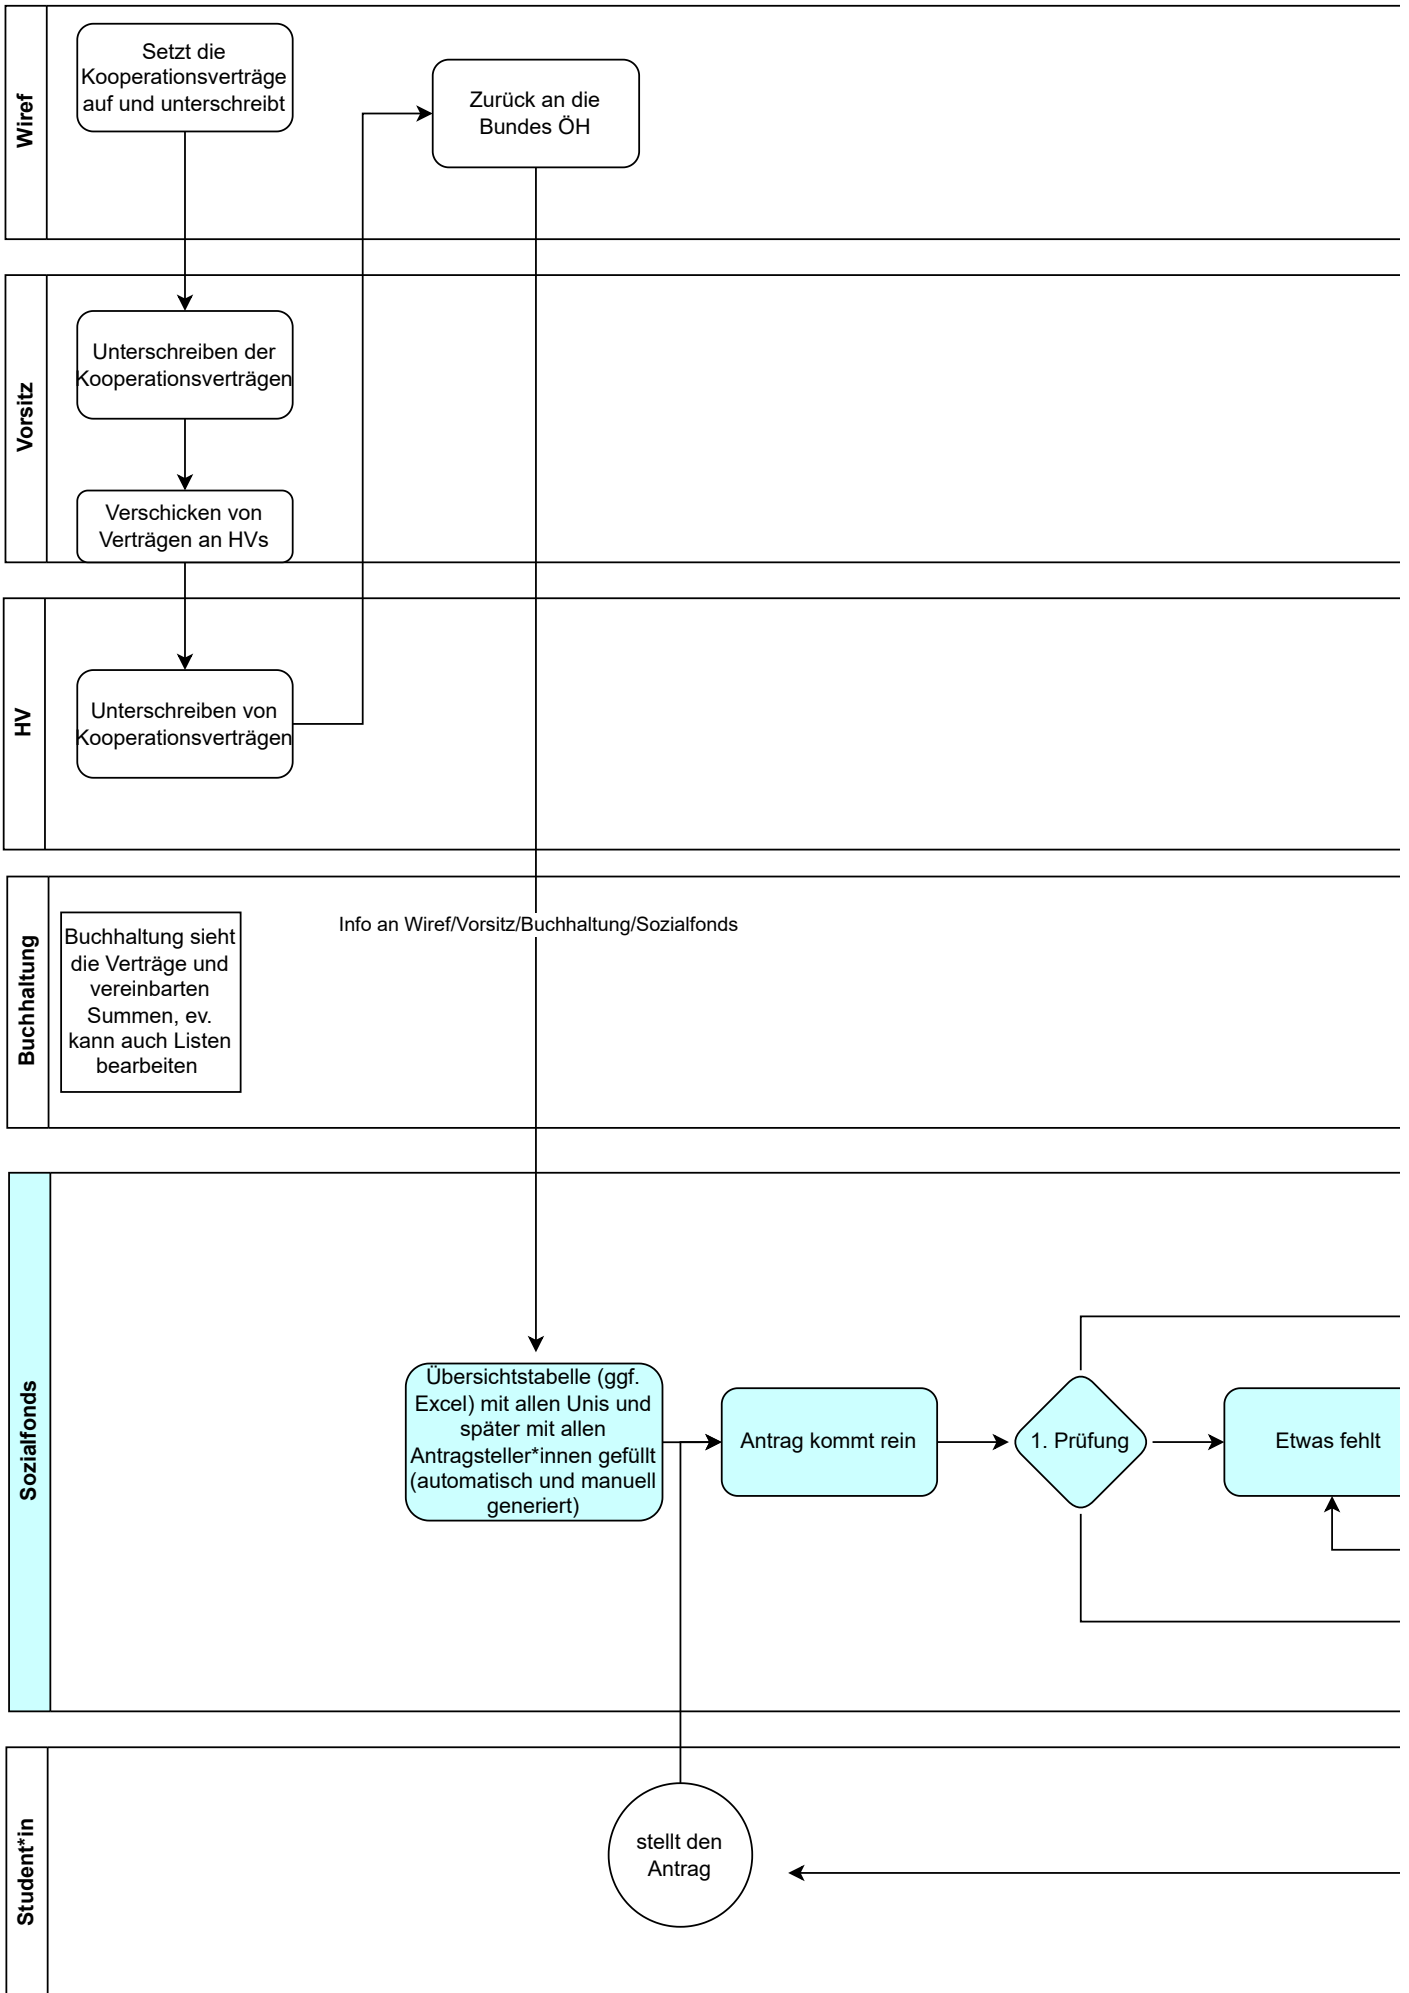 Wiref
Setzt die
Kooperationsverträge
auf und unterschreibt
Zurück an die
Bundes ÖH
Vorsitz
Unterschreiben der
Kooperationsverträgen
Verschicken von
Verträgen an HVs
HV
Unterschreiben von
Kooperationsverträgen
Buchhaltung
Buchhaltung sieht
die Verträge und
vereinbarten
Summen, ev.
kann auch Listen
bearbeiten
Info an Wiref/Vorsitz/Buchhaltung/Sozialfonds
Sozialfonds
Übersichtstabelle (ggf.
Excel) mit allen Unis und
später mit allen
Antragsteller*innen gefüllt
(automatisch und manuell
generiert)
Antrag kommt rein
1. Prüfung
Etwas fehlt
Student*in
stellt den
Antrag